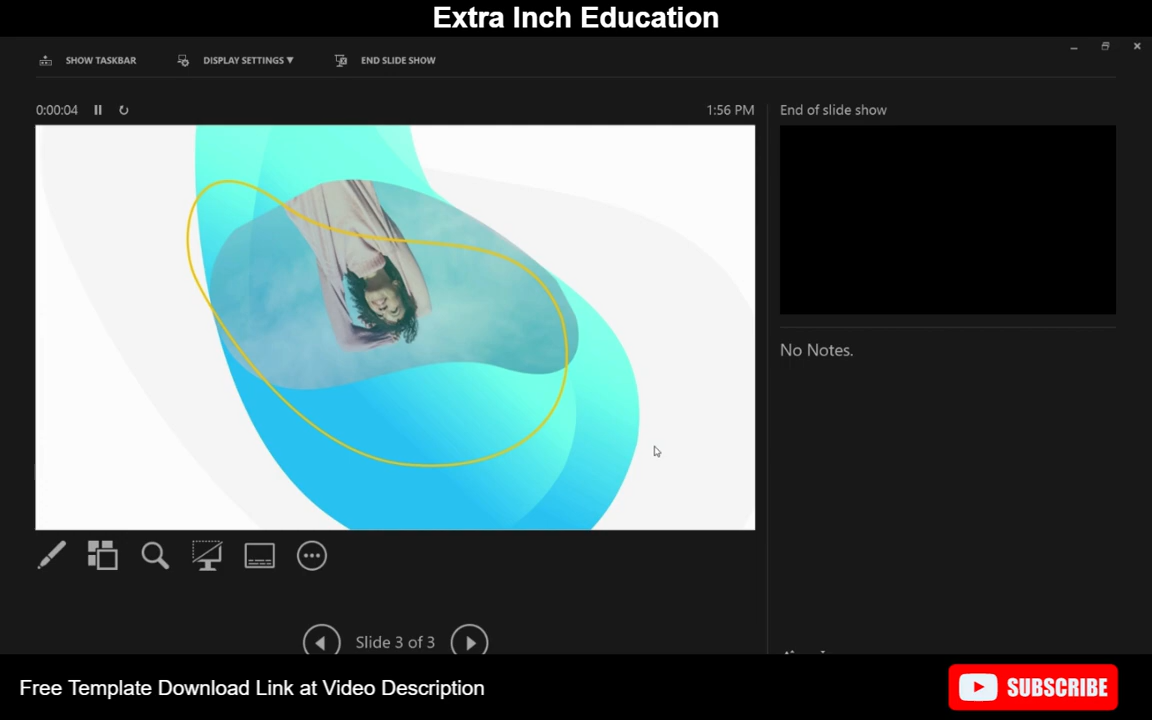 Extra Inch Education
SHOW TASKBAR
DISPLAY SETTINGS ▼
END SLIDE SHOW
0:00:04
1:56 PM
End of slide show
No Notes.
Slide 3 of 3
Free Template Download Link at Video Description
SUBSCRIBE